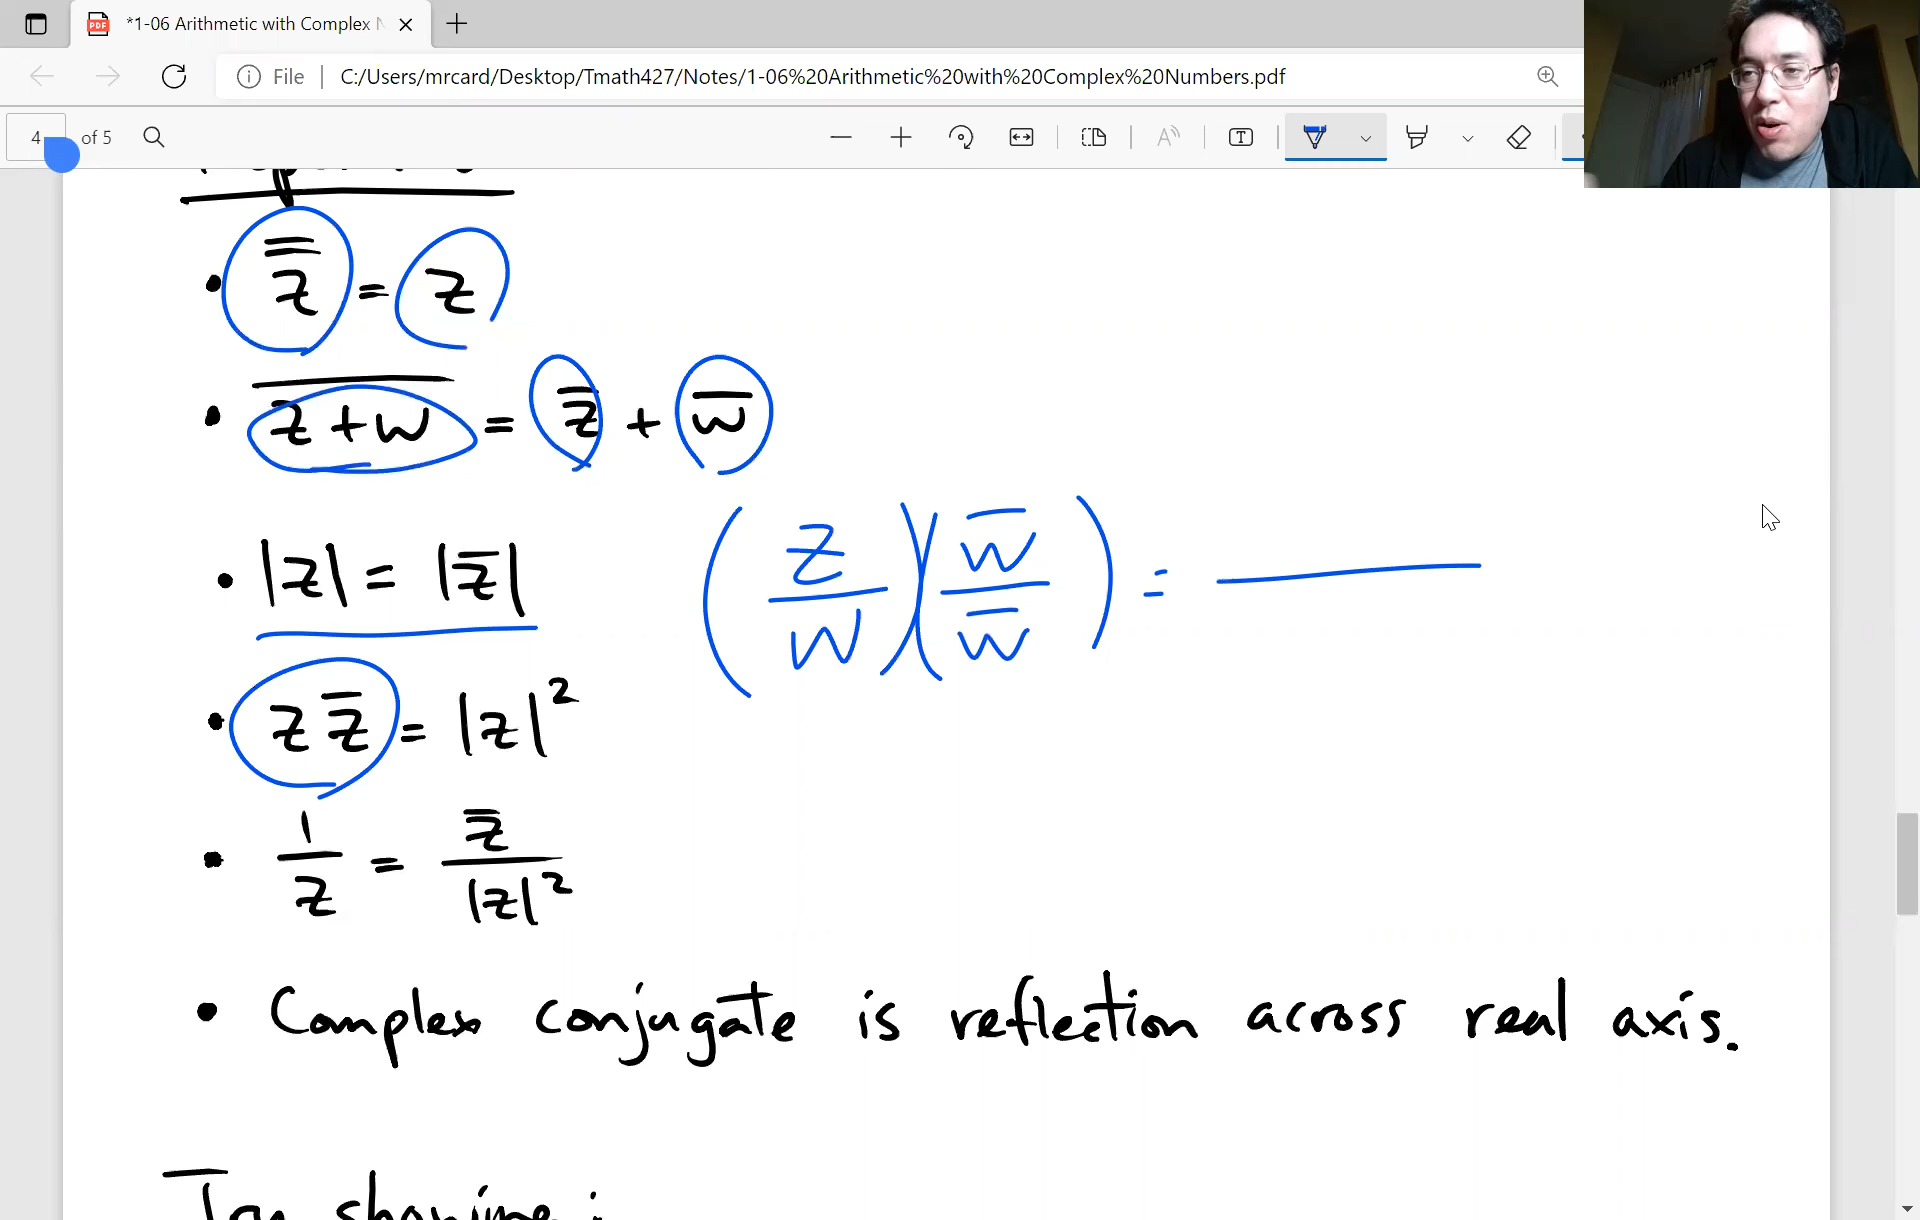 *1-06 Arithmetic with Complex N
File | C:/Users/mrcard/Desktop/Tmath427/Notes/1-06%20Arithmetic%20with%20Complex%20Numbers.pdf
4 of 5
• z̿ = z
• \overline{z + w} = z̅ + w̅
• |z| = |z̅|
(z/w)(w̅/w̅) =
• z z̅ = |z|²
• 1/z = z̅/|z|²
• Complex conjugate is reflection across real axis.